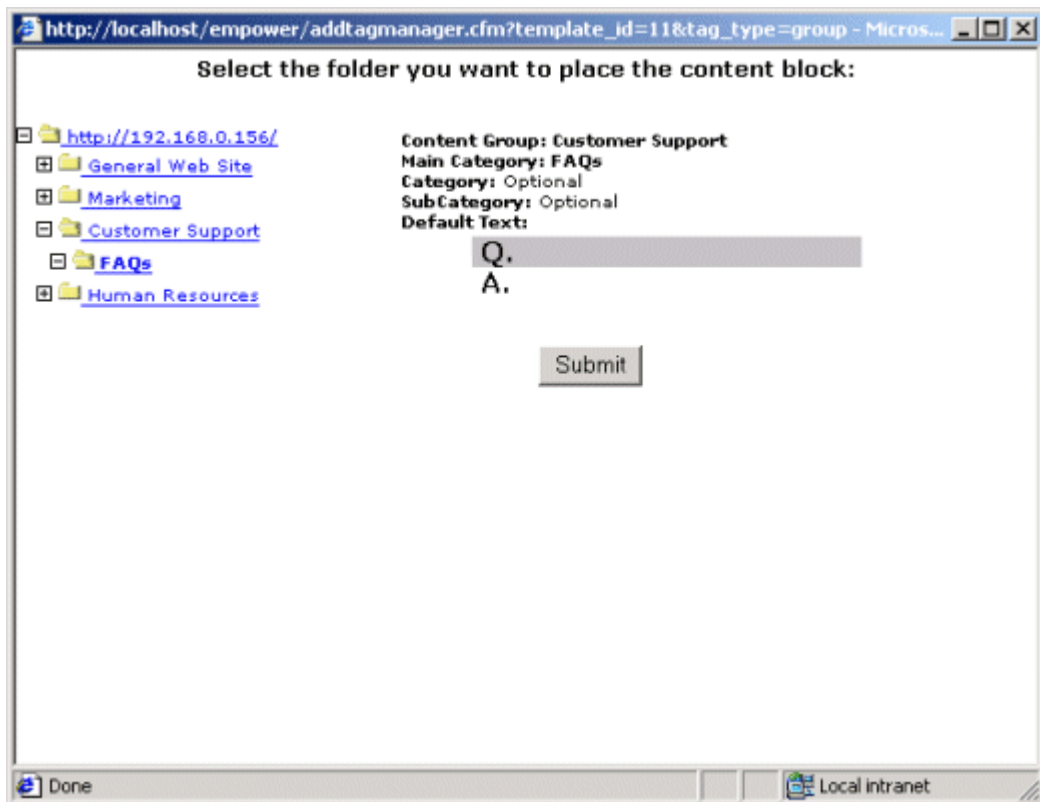 http://localhost/empower/addtagmanager.cfm?template_id=11&tag_type=group - Micros...
Select the folder you want to place the content block:
http://192.168.0.156/
General Web Site
Marketing
Customer Support
FAQs
Human Resources
Content Group: Customer Support
Main Category: FAQs
Category: Optional
SubCategory: Optional
Default Text:
Q.
A.
Submit
Done
Local intranet